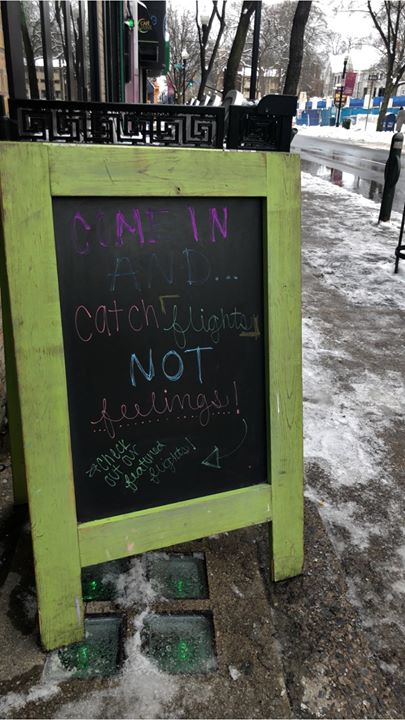 COME IN
AND...
catch flights
NOT
feelings!
→ check
out our
featured
flights!